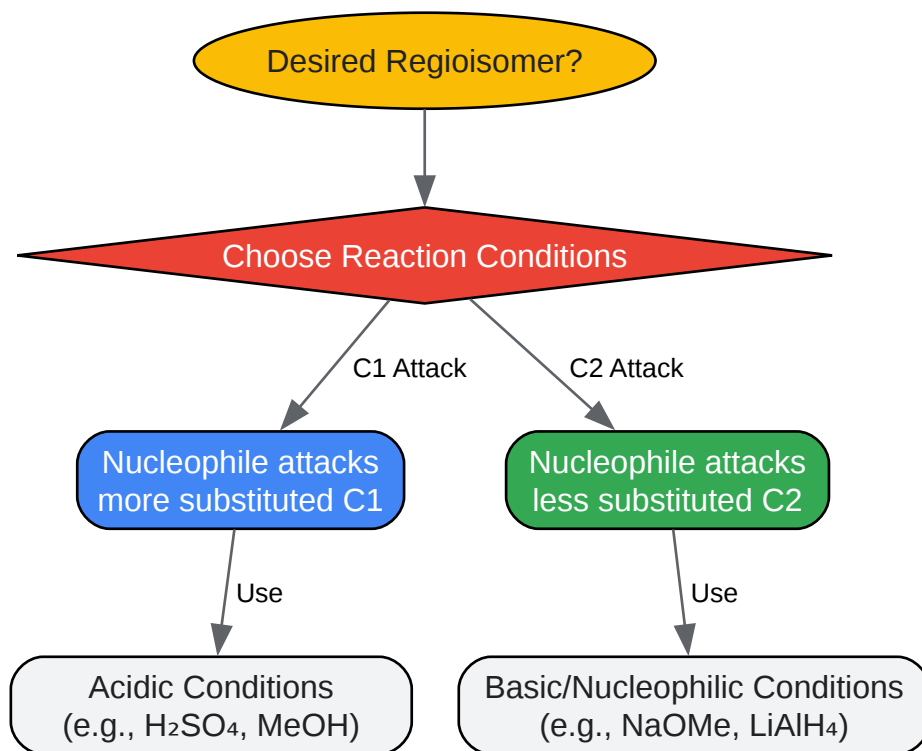 Desired Regioisomer?
Choose Reaction Conditions
C1 Attack
C2 Attack
Nucleophile attacks
more substituted C1
Nucleophile attacks
less substituted C2
Use
Use
Acidic Conditions
(e.g., H₂SO₄, MeOH)
Basic/Nucleophilic Conditions
(e.g., NaOMe, LiAlH₄)